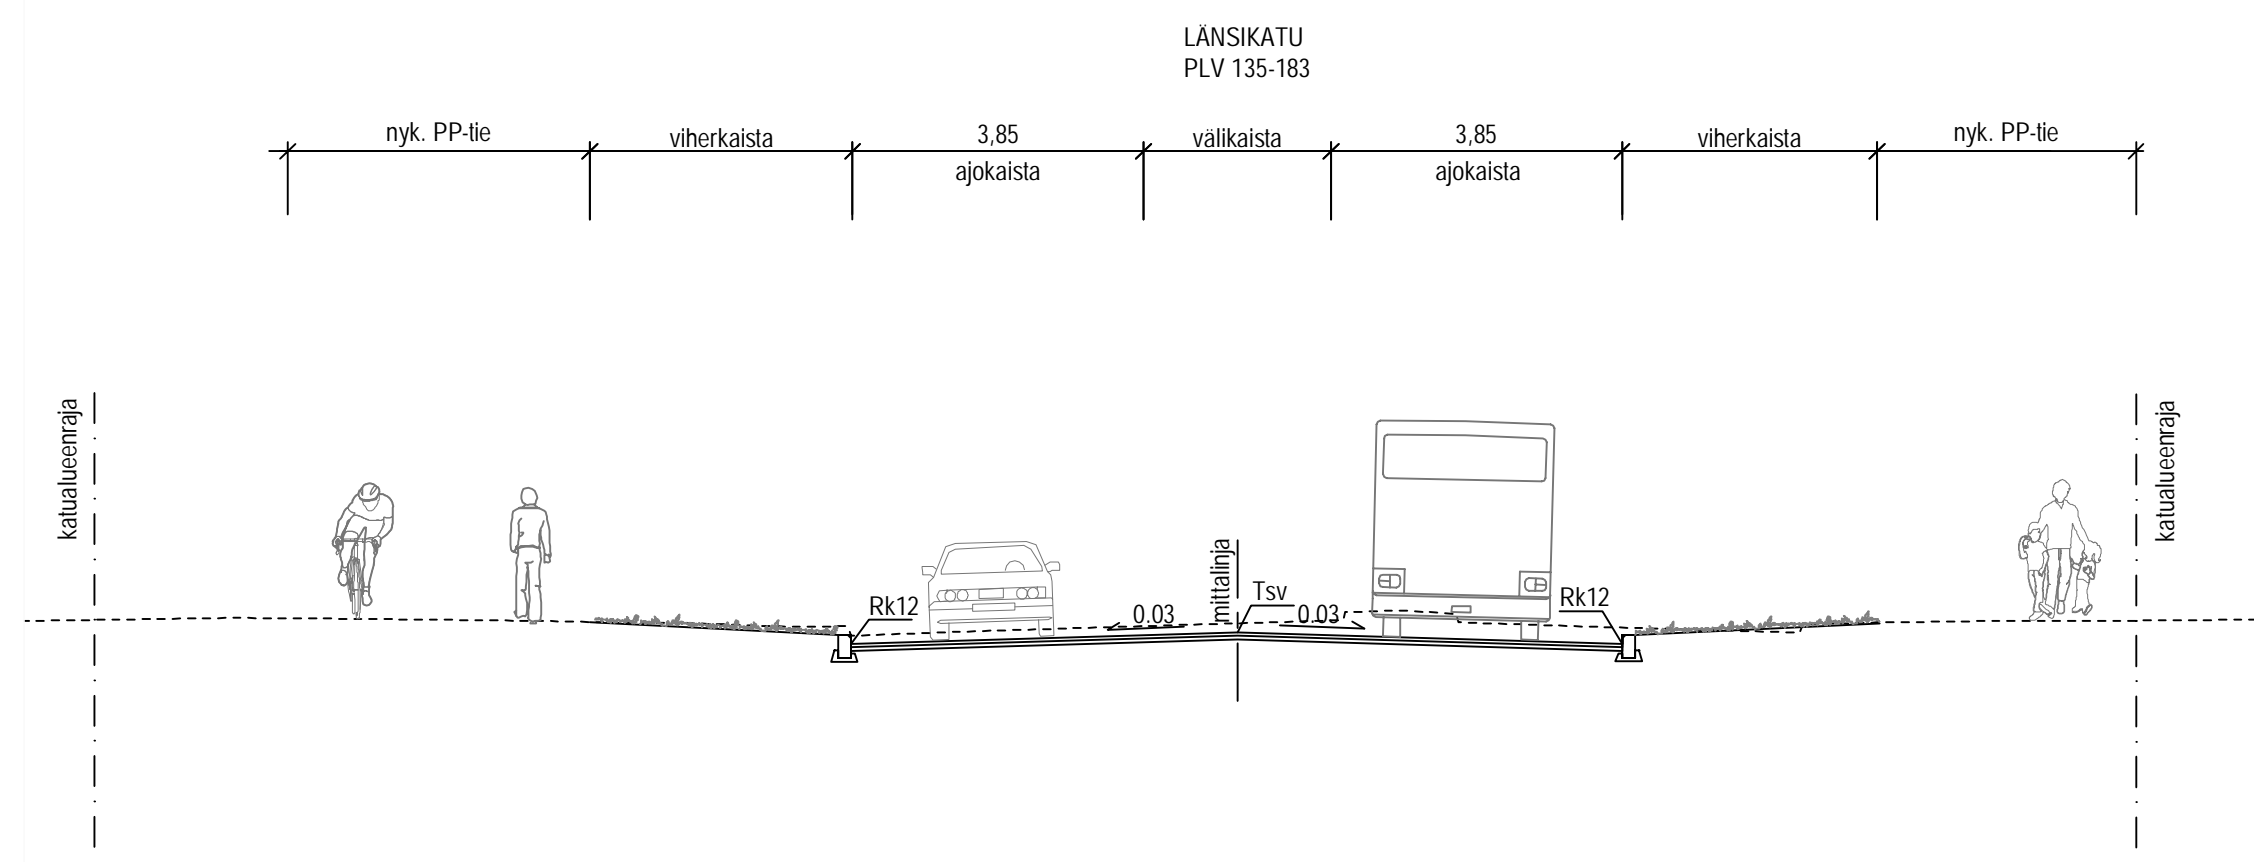 LÄNSIKATU
PLV 135-183
nyk. PP-tie
viherkaista
3,85
ajokaista
välikaista
3,85
ajokaista
viherkaista
nyk. PP-tie
katualueenraja
Rk12
0.03
mittalinja
Tsv
0.03
Rk12
katualueenraja